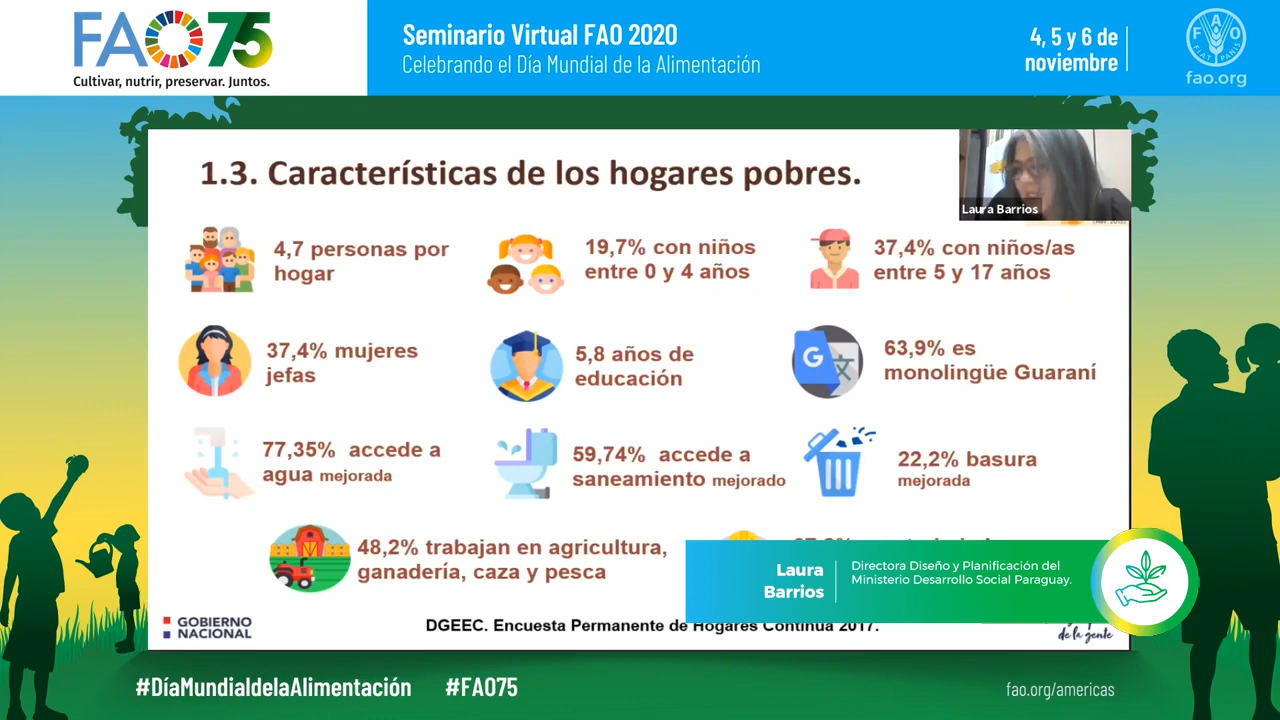 FAO75
Cultivar, nutrir, preservar. Juntos.
Seminario Virtual FAO 2020
Celebrando el Día Mundial de la Alimentación
4, 5 y 6 de
noviembre
FAO
FIAT PANIS
fao.org
1.3. Características de los hogares pobres.
Laura Barrios
4,7 personas por
hogar
19,7% con niños
entre 0 y 4 años
37,4% con niños/as
entre 5 y 17 años
37,4% mujeres
jefas
5,8 años de
educación
G
63,9% es
monolingüe Guaraní
77,35% accede a
agua mejorada
59,74% accede a
saneamiento mejorado
22,2% basura
mejorada
48,2% trabajan en agricultura,
ganadería, caza y pesca
Laura
Barrios
Directora Diseño y Planificación del
Ministerio Desarrollo Social Paraguay.
GOBIERNO
NACIONAL
DGEEC. Encuesta Permanente de Hogares Continua 2017.
de la gente
#DíaMundialdelaAlimentación
#FAO75
fao.org/americas